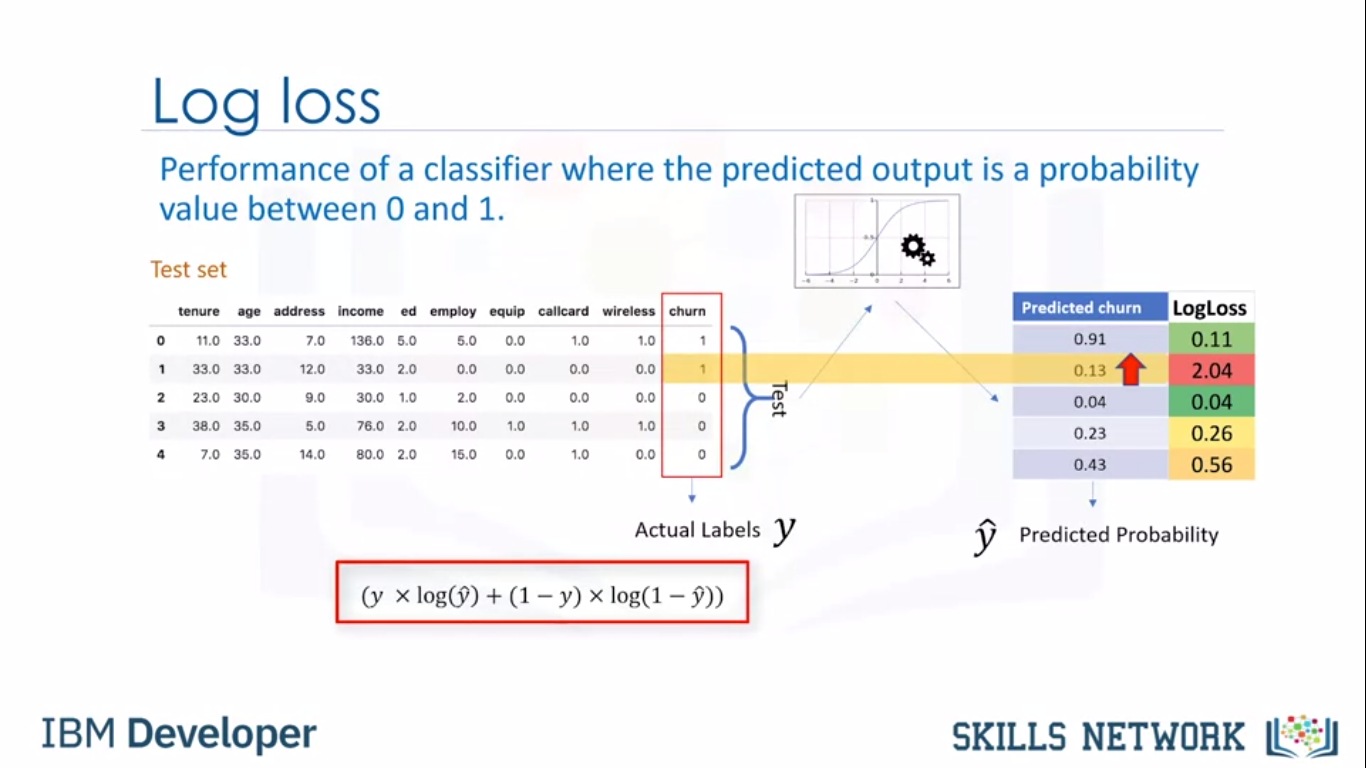 Log loss
Performance of a classifier where the predicted output is a probability
value between 0 and 1.
Test set
tenure age address income ed employ equip callcard wireless churn
0 11.0 33.0 7.0 136.0 5.0 5.0 0.0 1.0 1.0 1
1 33.0 33.0 12.0 33.0 2.0 0.0 0.0 0.0 0.0 1
2 23.0 30.0 9.0 30.0 1.0 2.0 0.0 0.0 0.0 0
3 38.0 35.0 5.0 76.0 2.0 10.0 1.0 1.0 1.0 0
4 7.0 35.0 14.0 80.0 2.0 15.0 0.0 1.0 0.0 0
Test
-6 -4 -2 0 2 4 6
Predicted churn LogLoss
0.91 0.11
0.13 2.04
0.04 0.04
0.23 0.26
0.43 0.56
Actual Labels y
ŷ Predicted Probability
(y × log(ŷ) + (1 − y) × log(1 − ŷ))
IBM Developer
SKILLS NETWORK